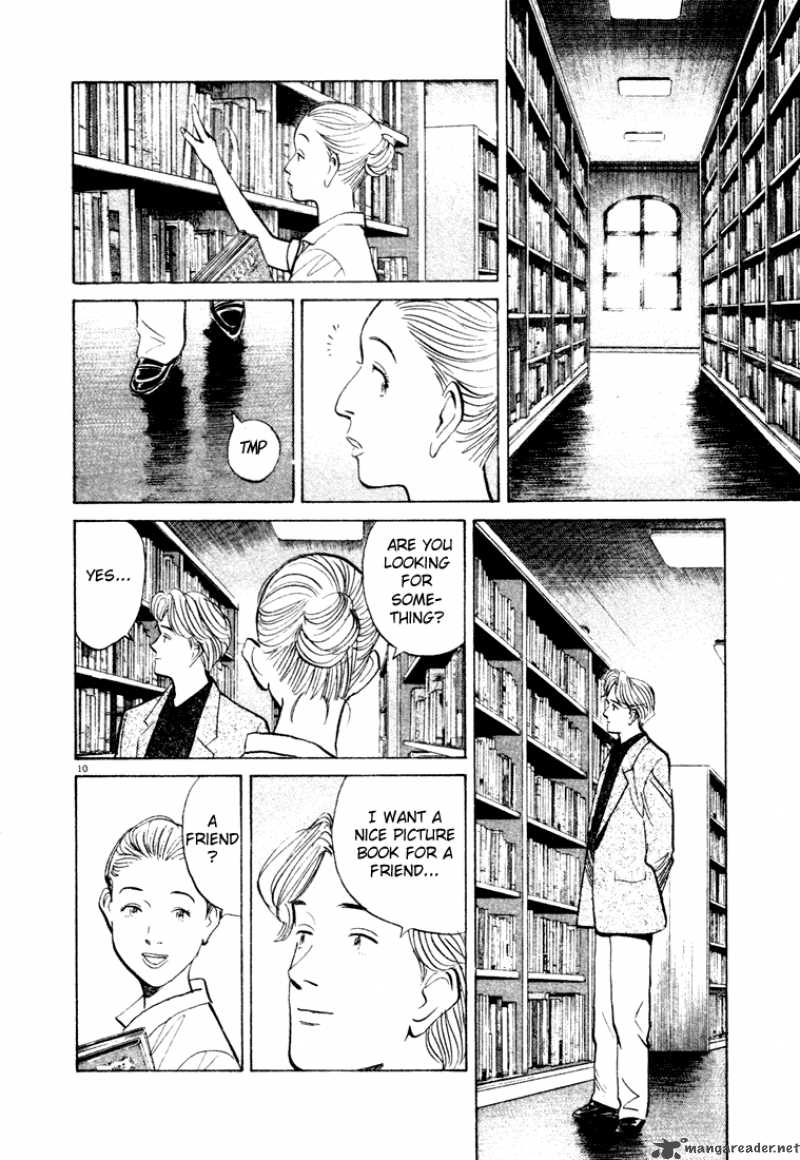 TMP
ARE YOU
LOOKING
FOR
SOME-
THING?
YES...
10
I WANT A
NICE PICTURE
BOOK FOR A
FRIEND...
A
FRIEND
?
mangareader.net